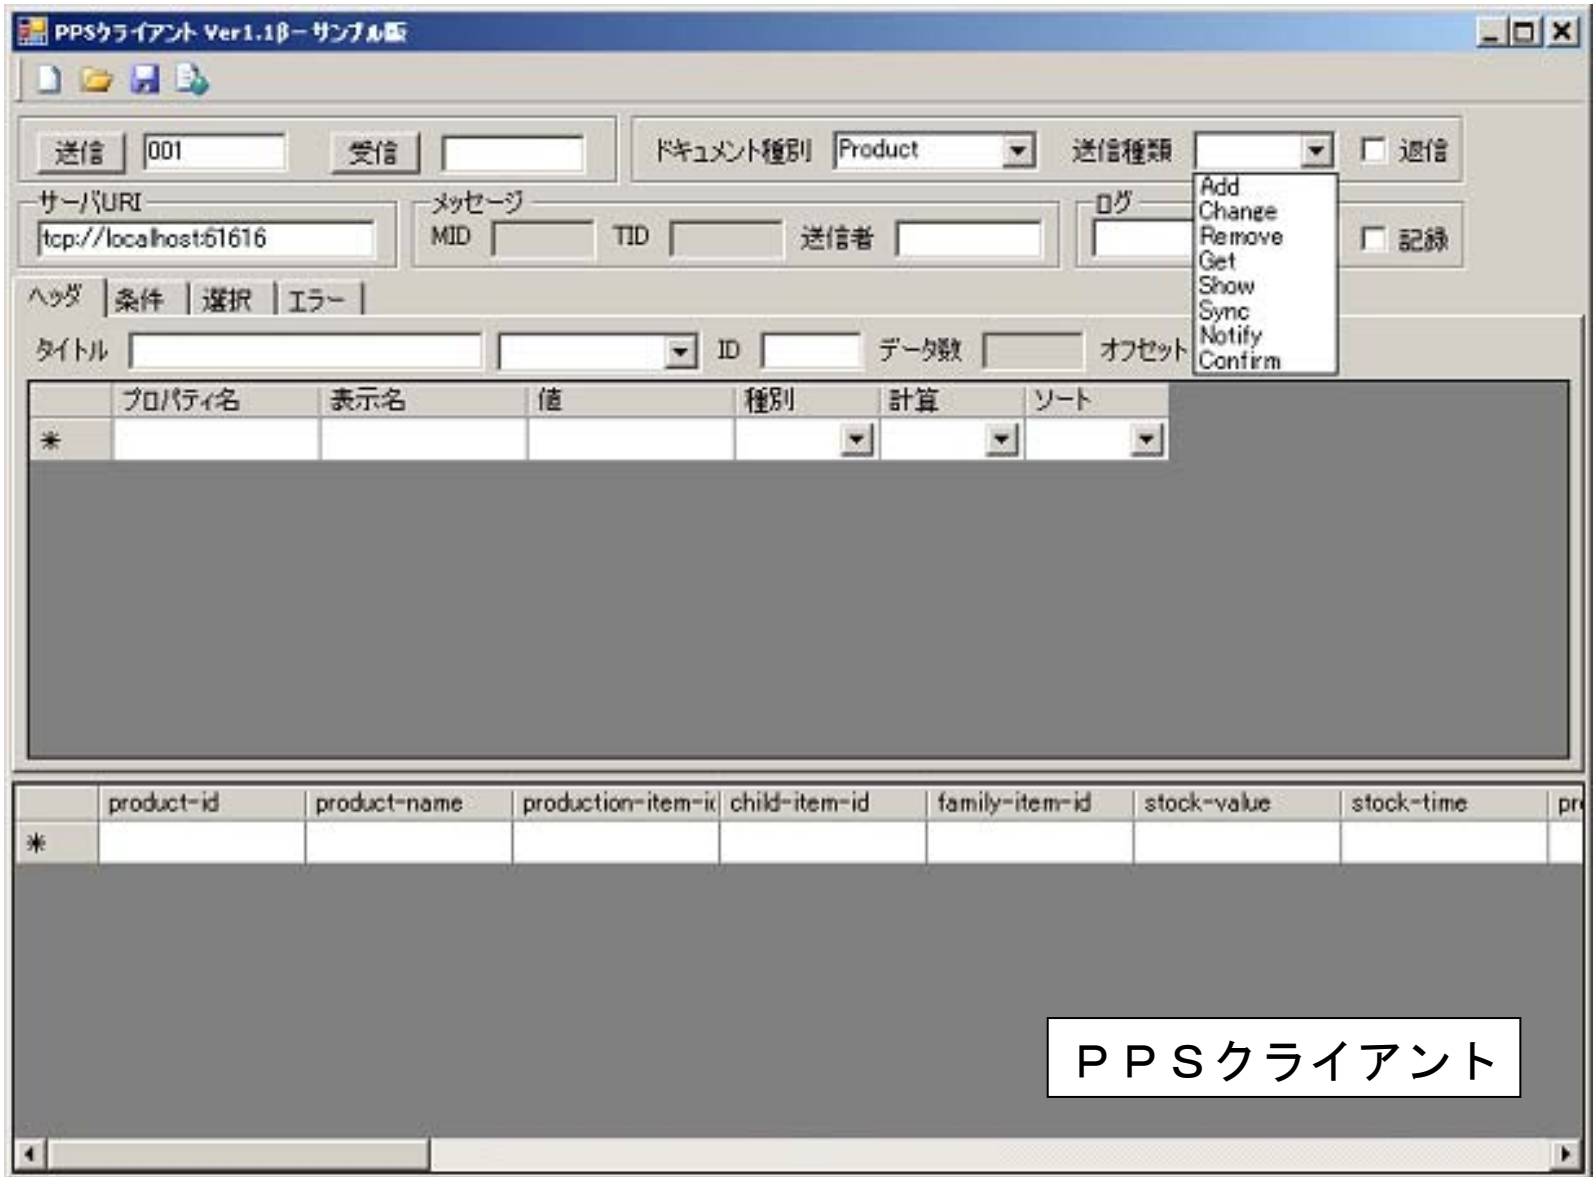 PPSクライアント Ver1.1β－サンプル版
送信 001 受信 ドキュメント種別 Product 送信種類 返信
サーバURI メッセージ ログ
tcp://localhost:61616 MID TID 送信者 記録
Add
Change
Remove
Get
Show
Sync
Notify
Confirm
ヘッダ 条件 選択 エラー
タイトル ID データ数 オフセット
プロパティ名 表示名 値 種別 計算 ソート
*
product-id product-name production-item-id child-item-id family-item-id stock-value stock-time pro
*
ＰＰＳクライアント